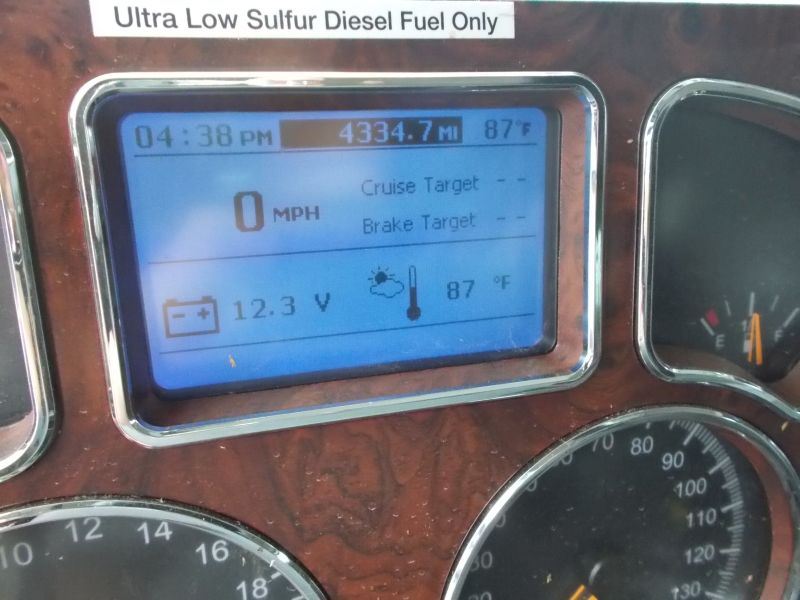 Ultra Low Sulfur Diesel Fuel Only
04:38 PM 4334.7 MI 87°F
0 MPH
Cruise Target - -
Brake Target - -
- +
12.3 V
87 °F
E
10 12 14 16 18
70 80 90 100 110 120 130